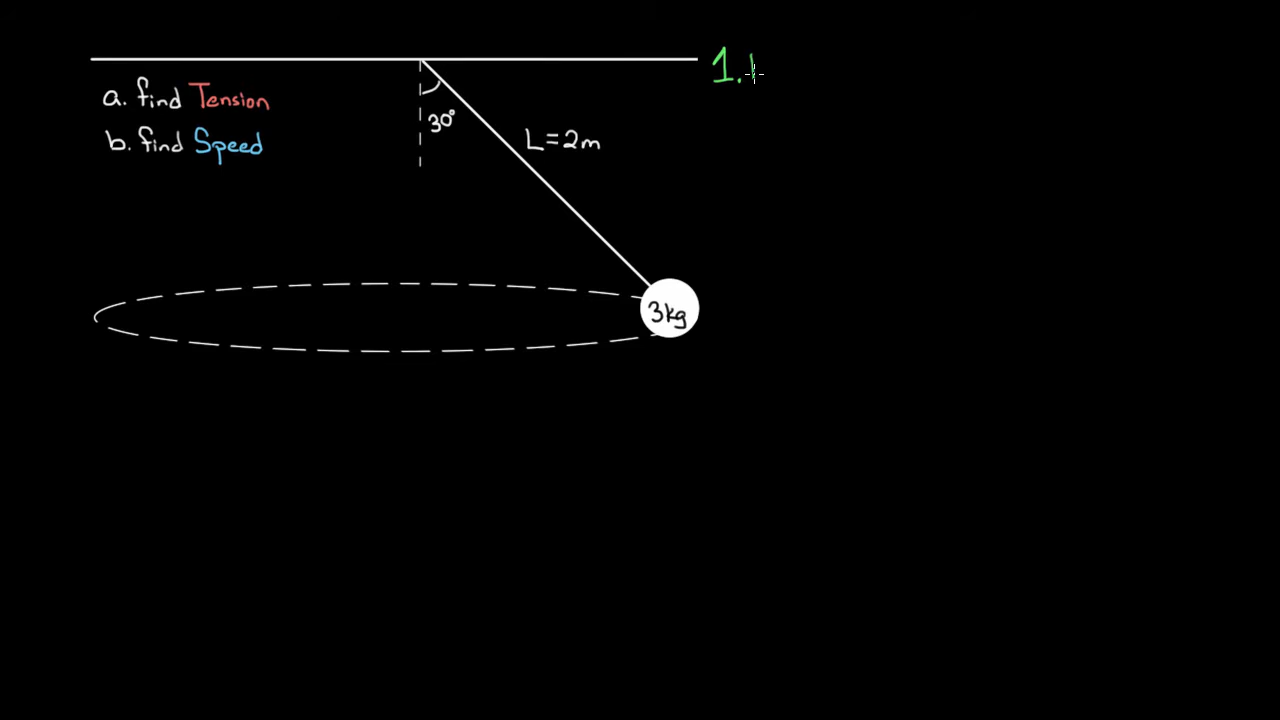 1.
a. find Tension
b. find Speed
30°
L=2m
3kg